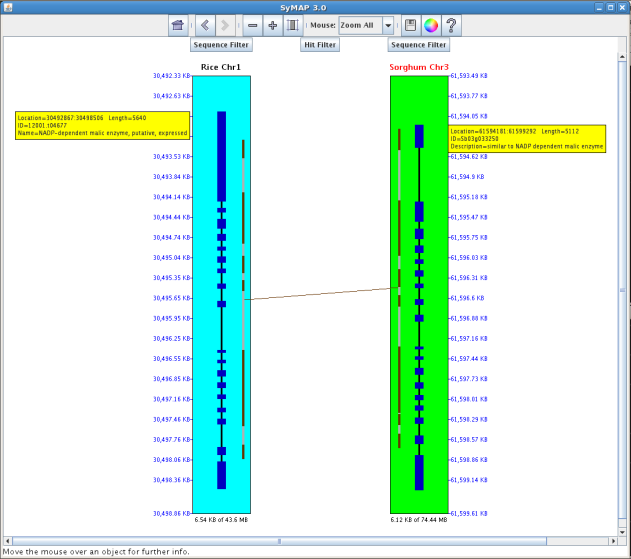 SyMAP 3.0
Mouse: Zoom All
Sequence Filter Hit Filter Sequence Filter
Rice Chr1
30,492.33 KB
30,492.63 KB
Location=30492867:30498506 Length=5640
ID=12001.t04677
Name=NADP-dependent malic enzyme, putative, expressed
30,493.53 KB
30,493.84 KB
30,494.14 KB
30,494.44 KB
30,494.74 KB
30,495.04 KB
30,495.35 KB
30,495.65 KB
30,495.95 KB
30,496.25 KB
30,496.55 KB
30,496.85 KB
30,497.16 KB
30,497.46 KB
30,497.76 KB
30,498.06 KB
30,498.36 KB
30,498.86 KB
6.54 KB of 43.6 MB
Sorghum Chr3
61,593.49 KB
61,593.77 KB
61,594.05 KB
Location=61594181:61599292 Length=5112
ID=Sb03g033250
Description=similar to NADP dependent malic enzyme
61,594.62 KB
61,594.9 KB
61,595.18 KB
61,595.47 KB
61,595.75 KB
61,596.03 KB
61,596.31 KB
61,596.6 KB
61,596.88 KB
61,597.16 KB
61,597.44 KB
61,597.73 KB
61,598.01 KB
61,598.29 KB
61,598.57 KB
61,598.86 KB
61,599.14 KB
61,599.61 KB
6.12 KB of 74.44 MB
Move the mouse over an object for further info.